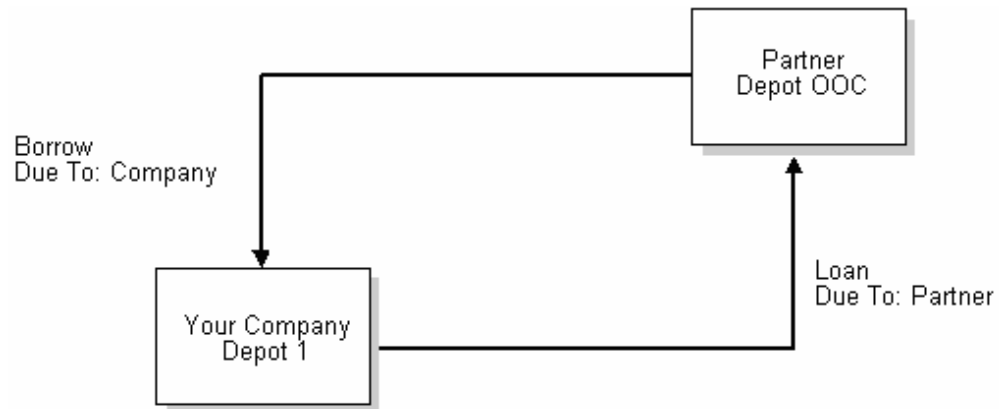 Partner
Depot OOC
Borrow
Due To: Company
Loan
Due To: Partner
Your Company
Depot 1